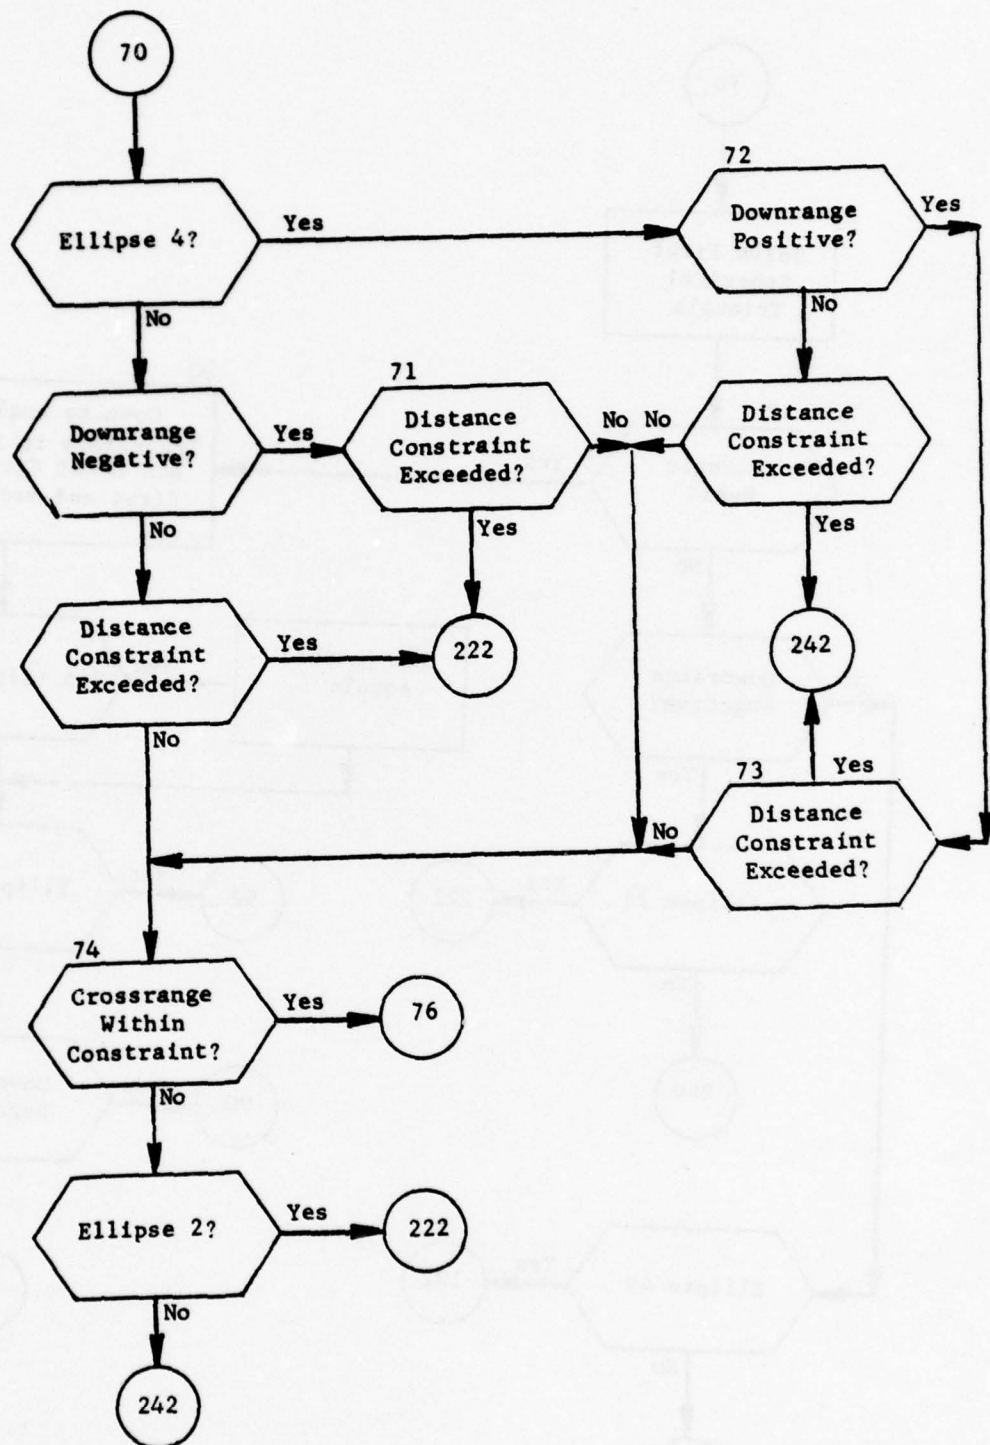 70
Ellipse 4?
Yes
No
72
Downrange
Positive?
Yes
No
Downrange
Negative?
Yes
No
71
Distance
Constraint
Exceeded?
No
Yes
No
Distance
Constraint
Exceeded?
Yes
Distance
Constraint
Exceeded?
Yes
No
222
242
73
Yes
Distance
Constraint
Exceeded?
No
74
Crossrange
Within
Constraint?
Yes
No
76
Ellipse 2?
Yes
No
222
242